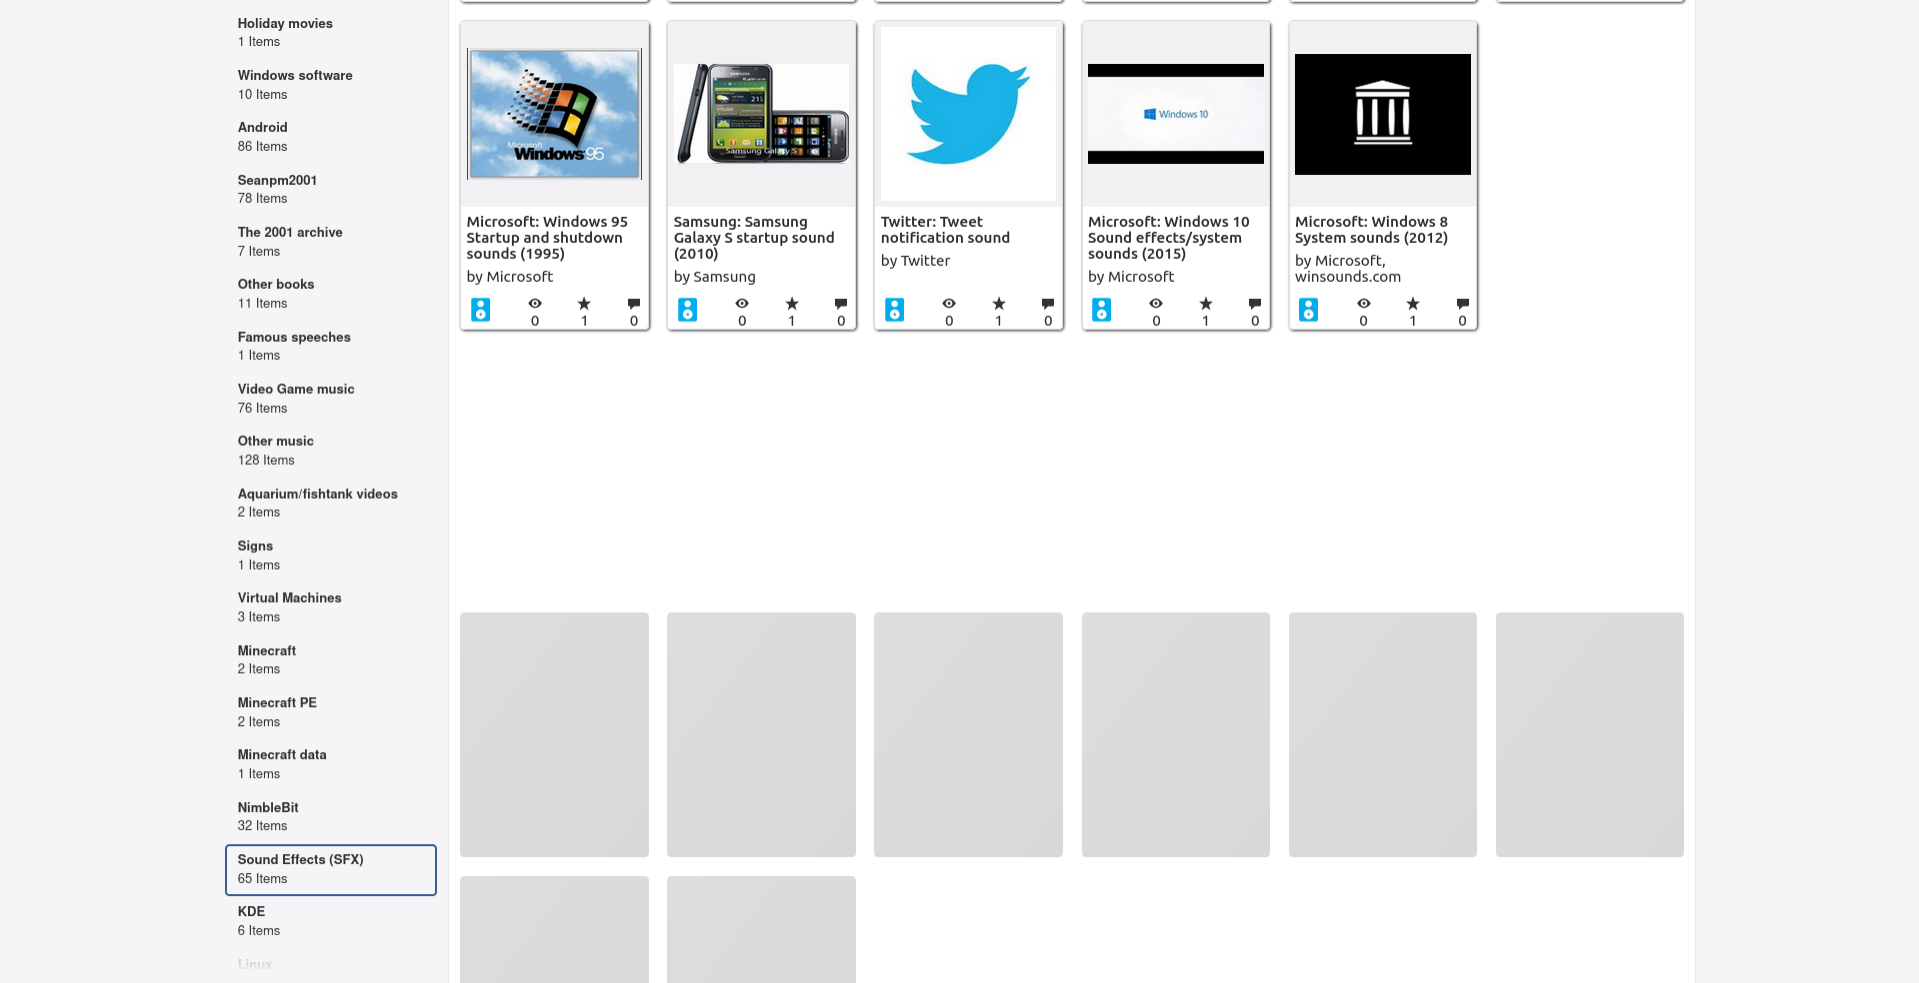 Holiday movies
1 Items
Windows software
10 Items
Android
86 Items
Seanpm2001
78 Items
The 2001 archive
7 Items
Other books
11 Items
Famous speeches
1 Items
Video Game music
76 Items
Other music
128 Items
Aquarium/fishtank videos
2 Items
Signs
1 Items
Virtual Machines
3 Items
Minecraft
2 Items
Minecraft PE
2 Items
Minecraft data
1 Items
NimbleBit
32 Items
Sound Effects (SFX)
65 Items
KDE
6 Items
Linux
Microsoft
Windows 95
Microsoft: Windows 95
Startup and shutdown
sounds (1995)
by Microsoft
0 1 0
SAMSUNG
Samsung Galaxy S
Samsung: Samsung
Galaxy S startup sound
(2010)
by Samsung
0 1 0
Twitter: Tweet
notification sound
by Twitter
0 1 0
Windows 10
Microsoft: Windows 10
Sound effects/system
sounds (2015)
by Microsoft
0 1 0
Microsoft: Windows 8
System sounds (2012)
by Microsoft,
winsounds.com
0 1 0